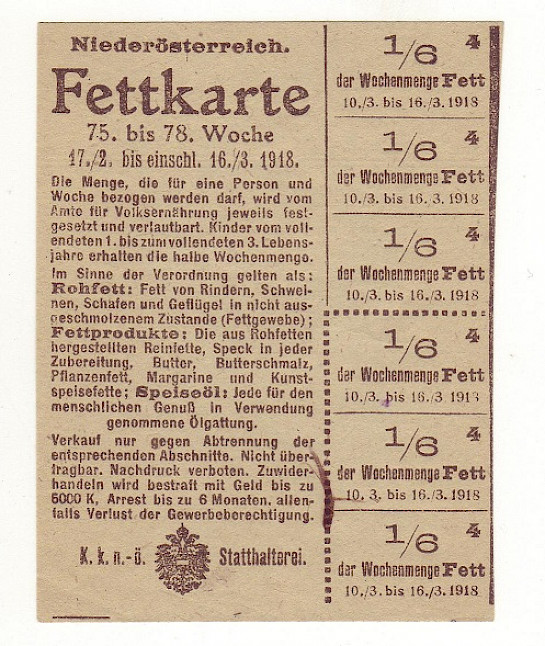 Niederösterreich.
Fettkarte
75. bis 78. Woche
17./2. bis einschl. 16./3. 1918.
Die Menge, die für eine Person und
Woche bezogen werden darf, wird vom
Amte für Volksernährung jeweils fest-
gesetzt und verlautbart. Kinder vom voll-
endeten 1. bis zum vollendeten 3. Lebens-
jahre erhalten die halbe Wochenmenge.
Im Sinne der Verordnung gelten als:
Rohfett: Fett von Rindern, Schwei-
nen, Schafen und Geflügel in nicht aus-
geschmolzenem Zustande (Fettgewebe);
Fettprodukte: Die aus Rohfetten
hergestellten Reinfette, Speck in jeder
Zubereitung, Butter, Butterschmalz,
Pflanzenfett, Margarine und Kunst-
speisefette; Speiseöl: Jede für den
menschlichen Genuß in Verwendung
genommene Ölgattung.
Verkauf nur gegen Abtrennung der
entsprechenden Abschnitte. Nicht über-
tragbar. Nachdruck verboten. Zuwider-
handeln wird bestraft mit Geld bis zu
5000 K, Arrest bis zu 6 Monaten, allen-
falls Verlust der Gewerbeberechtigung.
K. k. n.-ö. Statthalterei.
1/6 4
der Wochenmenge Fett
10./3. bis 16./3. 1918
1/6 4
der Wochenmenge Fett
10./3. bis 16./3. 1918
1/6 4
der Wochenmenge Fett
10./3. bis 16./3. 1918
1/6 4
der Wochenmenge Fett
10./3. bis 16./3 1918
1/6 4
der Wochenmenge Fett
10. 3. bis 16./3. 1918
1/6 4
der Wochenmenge Fett
10./3. bis 16./3. 1918